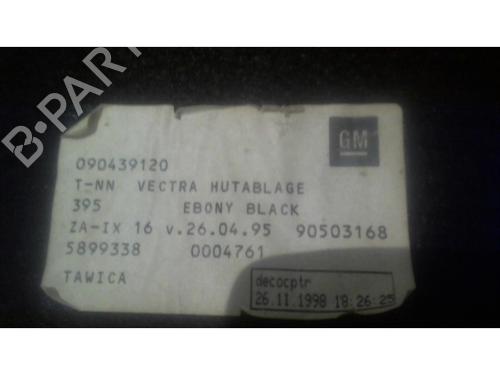 B-PARTS
GM
090439120
T-NN VECTRA HUTABLAGE
395 EBONY BLACK
ZA-IX 16 v.26.04.95 90503168
5899338 0004761
TAWICA
decocptr
26.11.1998 18:26:25